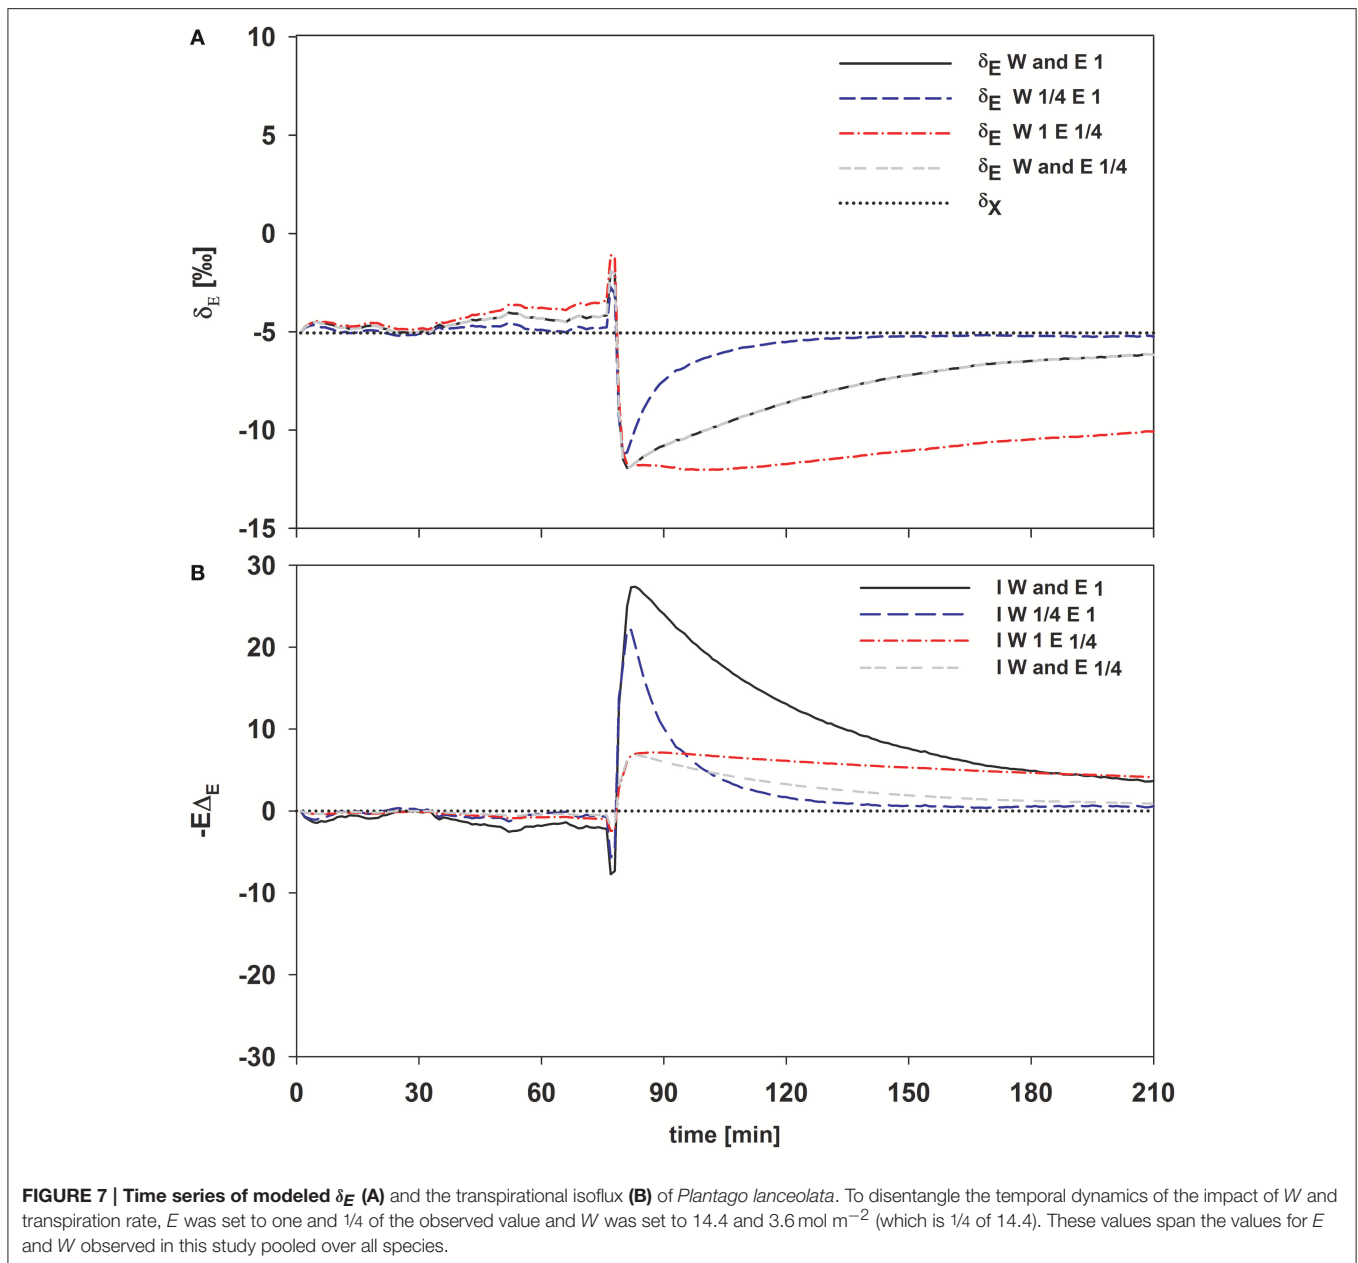 A
10
5
0
-5
-10
-15
δE [‰]
δE W and E 1
δE W 1/4 E 1
δE W 1 E 1/4
δE W and E 1/4
δX
B
30
20
10
0
-10
-20
-30
-EΔE
I W and E 1
I W 1/4 E 1
I W 1 E 1/4
I W and E 1/4
0 30 60 90 120 150 180 210
time [min]
FIGURE 7 | Time series of modeled δE (A) and the transpirational isoflux (B) of Plantago lanceolata. To disentangle the temporal dynamics of the impact of W and
transpiration rate, E was set to one and 1/4 of the observed value and W was set to 14.4 and 3.6 mol m−2 (which is 1/4 of 14.4). These values span the values for E
and W observed in this study pooled over all species.